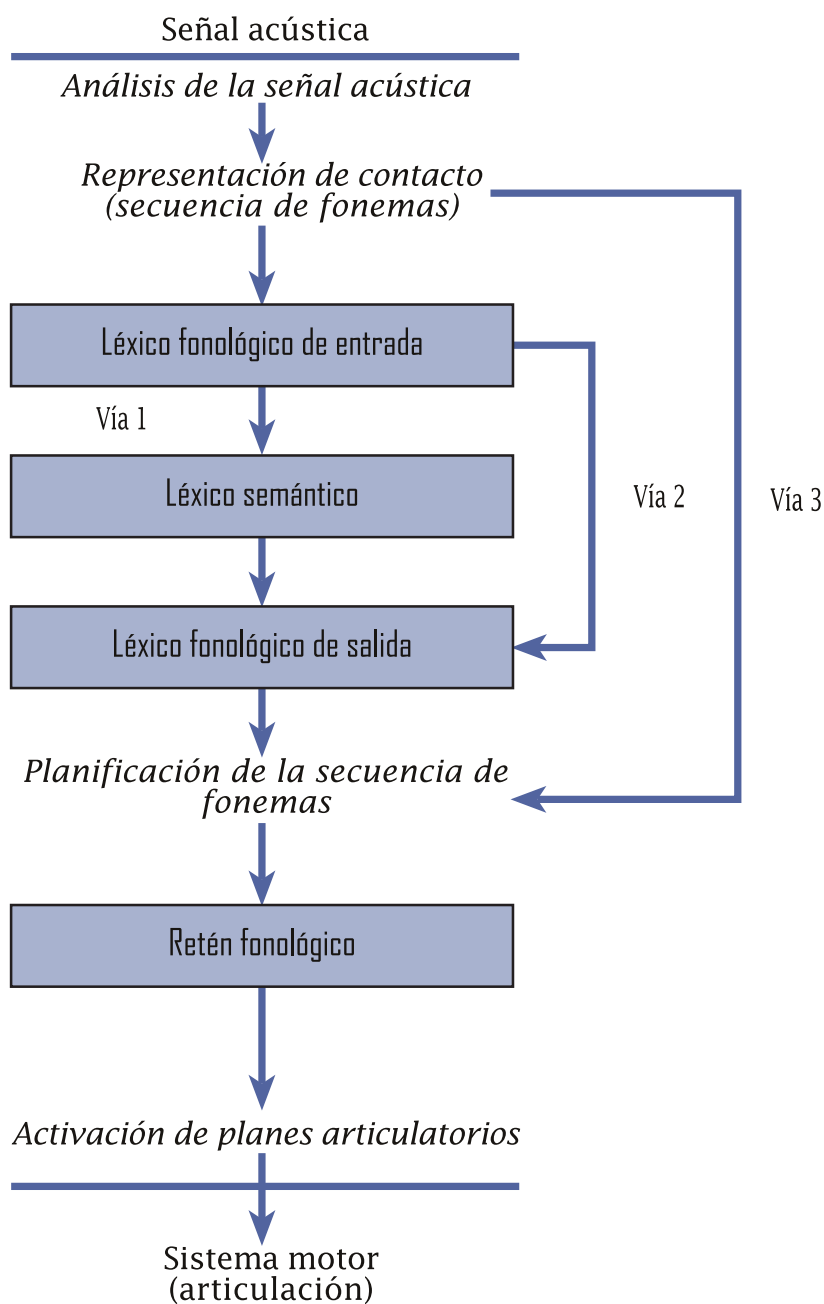 Señal acústica
Análisis de la señal acústica
Representación de contacto
(secuencia de fonemas)
Léxico fonológico de entrada
Vía 1
Léxico semántico
Vía 2
Vía 3
Léxico fonológico de salida
Planificación de la secuencia de
fonemas
Retén fonológico
Activación de planes articulatorios
Sistema motor
(articulación)